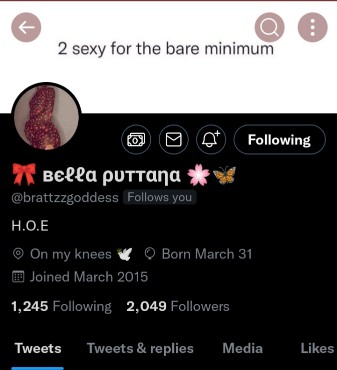 2 sexy for the bare minimum
Following
🎀 вєℓℓα ρυттαηα 🌸🦋
@brattzzgoddess Follows you
H.O.E
On my knees 🕊️ Born March 31
Joined March 2015
1,245 Following 2,049 Followers
Tweets Tweets & replies Media Likes